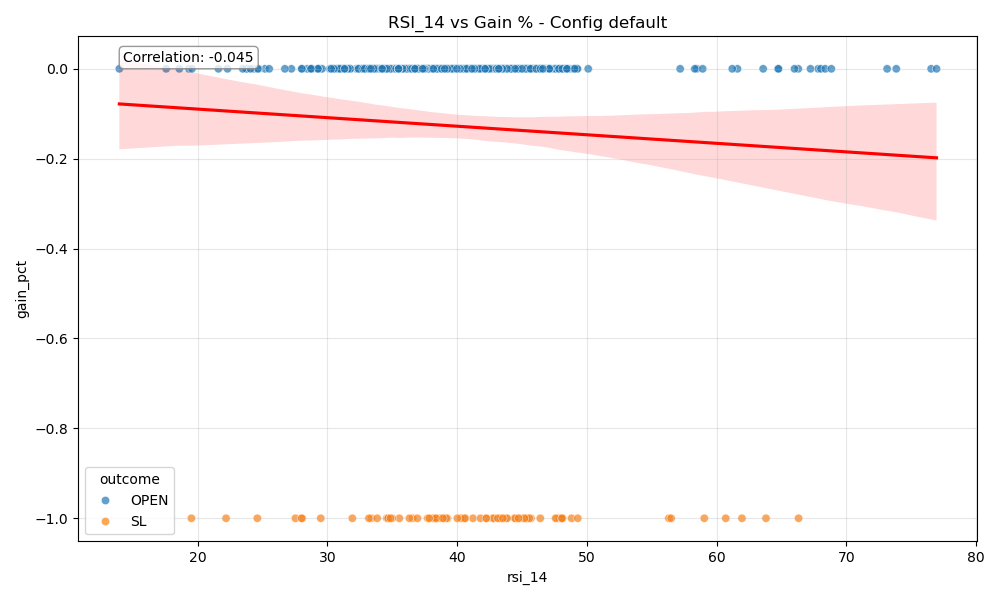 RSI_14 vs Gain % - Config default
Correlation: -0.045
0.0
−0.2
−0.4
−0.6
−0.8
−1.0
gain_pct
outcome
OPEN
SL
20
30
40
50
60
70
80
rsi_14